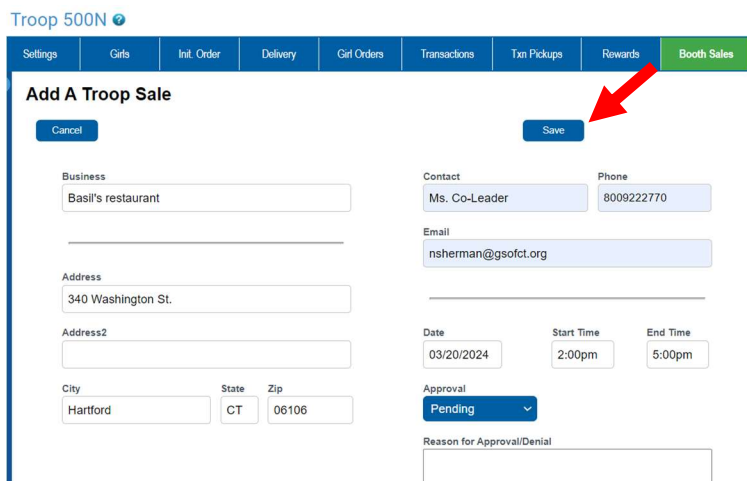 Troop 500N
Settings Girls Init. Order Delivery Girl Orders Transactions Txn Pickups Rewards Booth Sales
Add A Troop Sale
Cancel Save
Business
Basil's restaurant
Contact Phone
Ms. Co-Leader 8009222770
Email
nsherman@gsofct.org
Address
340 Washington St.
Address2
Date Start Time End Time
03/20/2024 2:00pm 5:00pm
City State Zip
Hartford CT 06106
Approval
Pending
Reason for Approval/Denial